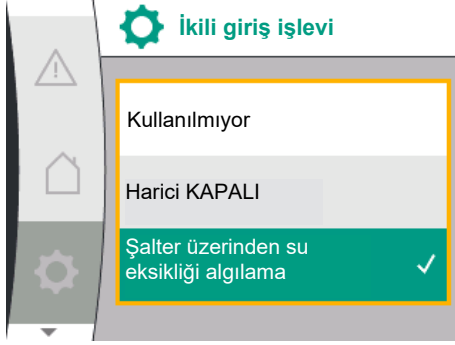 İkili giriş işlevi
Kullanılmıyor
Harici KAPALI
Şalter üzerinden su
eksikliği algılama